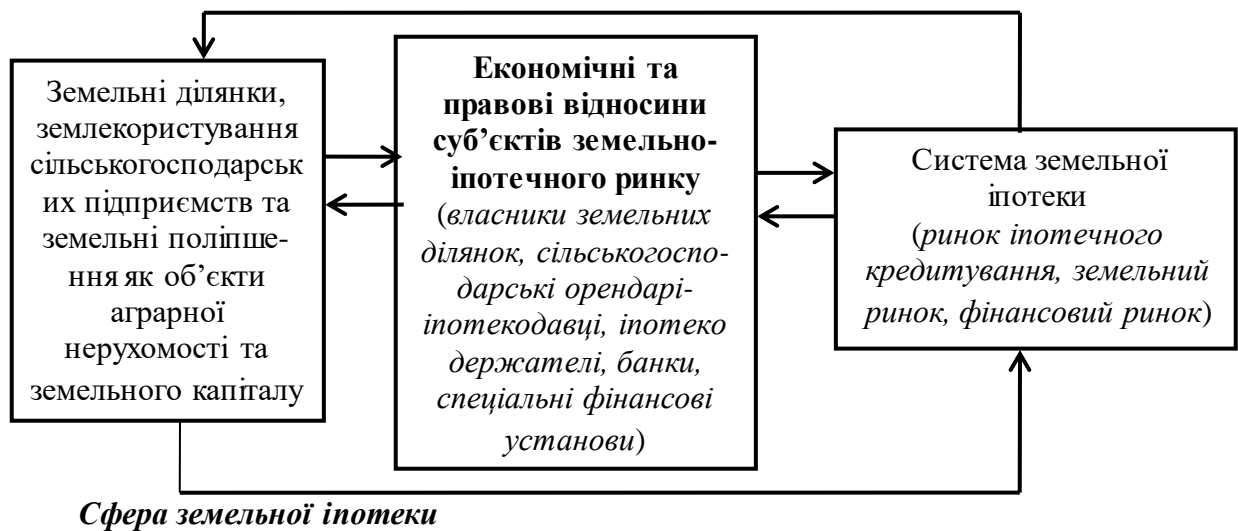 Земельні ділянки,
землекористування
сільськогосподарськ
их підприємств та
земельні поліпше-
ння як об’єкти
аграрної
нерухомості та
земельного капіталу
Економічні та
правові відносини
суб’єктів земельно-
іпотечного ринку
(власники земельних
ділянок, сільськогоспо-
дарські орендарі-
іпотекодавці, іпотеко
держателі, банки,
спеціальні фінансові
установи)
Система земельної
іпотеки
(ринок іпотечного
кредитування, земельний
ринок, фінансовий ринок)
Сфера земельної іпотеки